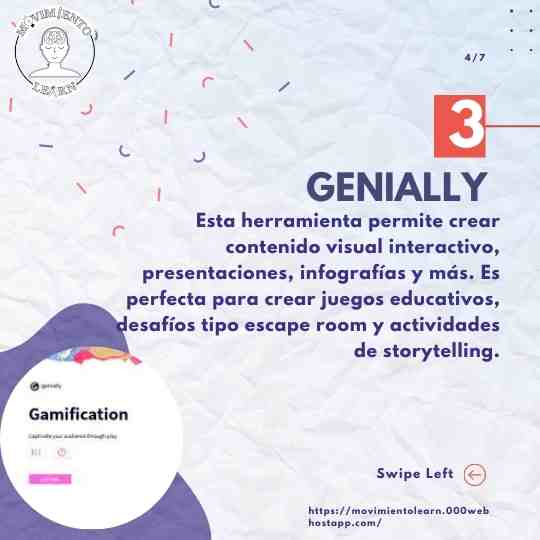 MOVIMIENTO
LEARN
4/7
3
GENIALLY
Esta herramienta permite crear
contenido visual interactivo,
presentaciones, infografías y más. Es
perfecta para crear juegos educativos,
desafíos tipo escape room y actividades
de storytelling.
genially
Gamification
Captivate your audience through play
Swipe Left
https://movimientolearn.000web
hostapp.com/